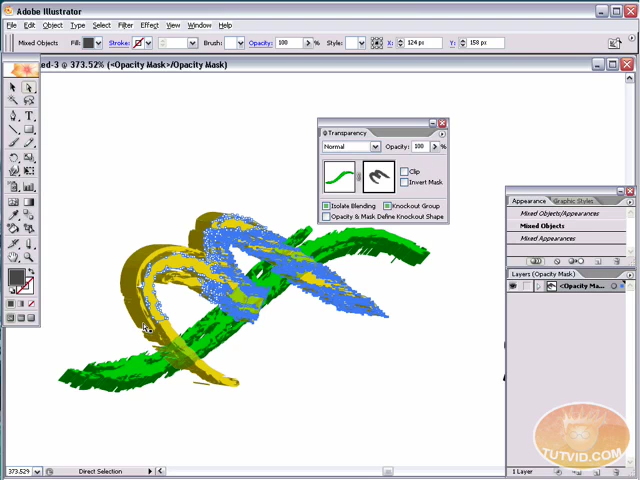 Adobe Illustrator
File Edit Object Type Select Filter Effect View Window Help
Mixed Objects Fill: Stroke: Brush: Opacity: 100 % Style: X: 124 px Y: 158 px
ed-3 @ 373.52% (<Opacity Mask>/Opacity Mask)
Transparency
Normal Opacity: 100
Clip
Invert Mask
Isolate Blending Knockout Group
Opacity & Mask Define Knockout Shape
Appearance Graphic Styles
Mixed Objects/Appearances
Mixed Objects
Mixed Appearances
Layers (Opacity Mask)
<Opacity Ma...
TUTVID.COM
1 Layer
373.529 Direct Selection